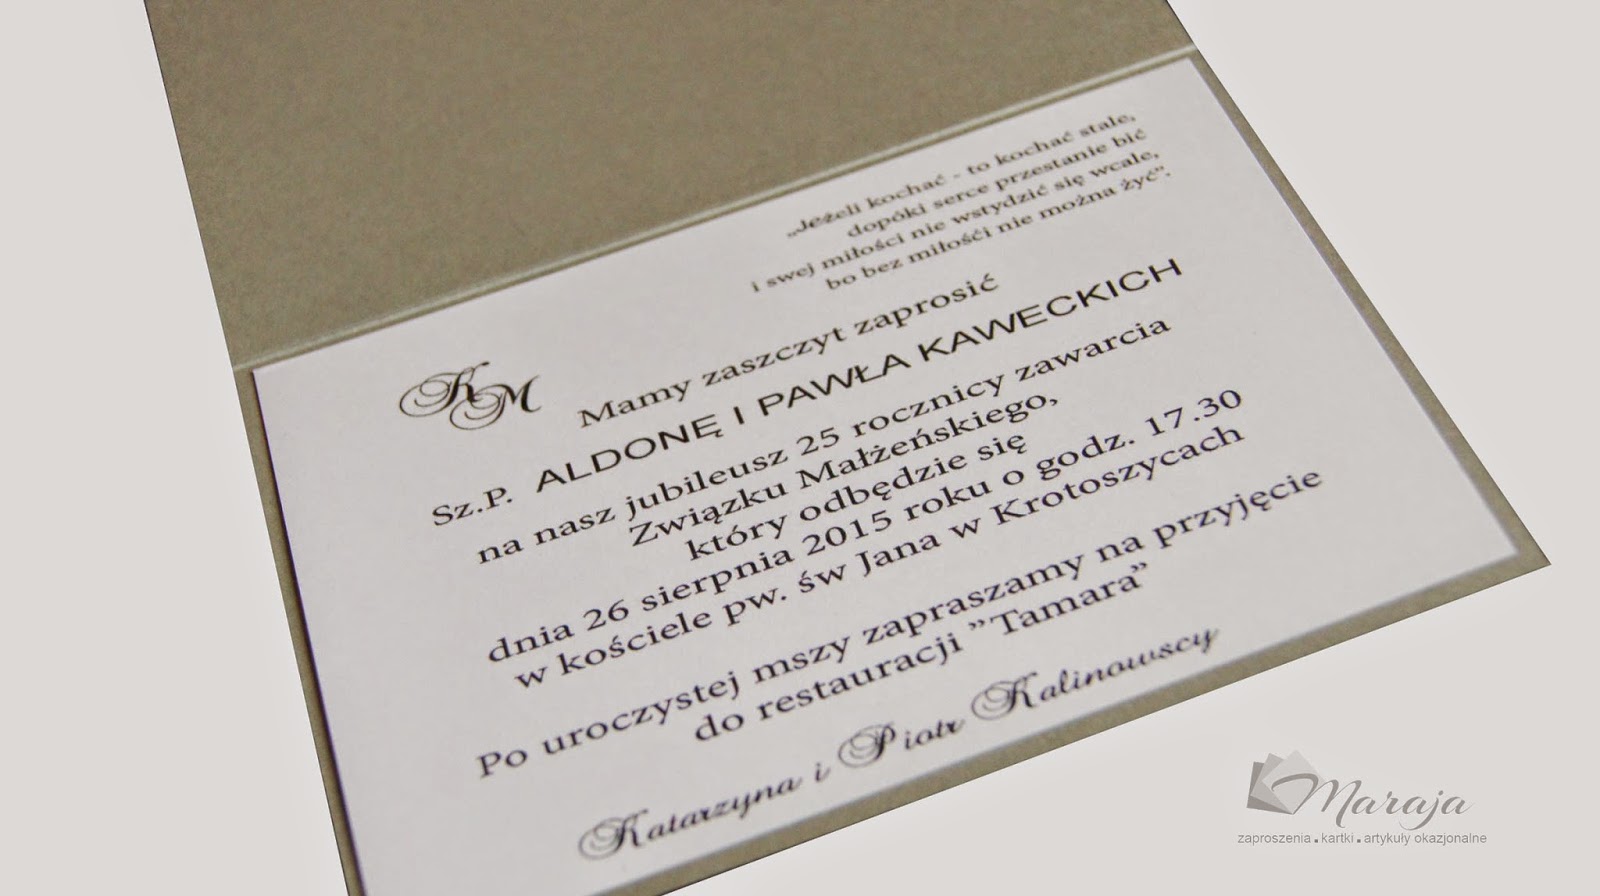 „Jeżeli kochać - to kochać stale,
dopóki serce przestanie bić
i swej miłości nie wstydzić się wcale,
bo bez miłośći nie można żyć".
KM
Mamy zaszczyt zaprosić
Sz.P. ALDONĘ I PAWŁA KAWECKICH
na nasz jubileusz 25 rocznicy zawarcia
Związku Małżeńskiego,
który odbędzie się
dnia 26 sierpnia 2015 roku o godz. 17.30
w kościele pw. św Jana w Krotoszycach
Po uroczystej mszy zapraszamy na przyjęcie
do restauracji ”Tamara”
Katarzyna i Piotr Kalinowscy
Maraja
zaproszenia.kartki.artykuły okazjonalne